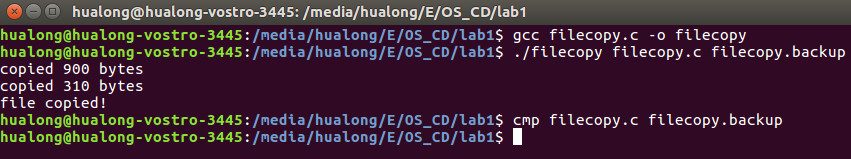 hualong@hualong-vostro-3445: /media/hualong/E/OS_CD/lab1
hualong@hualong-vostro-3445:/media/hualong/E/OS_CD/lab1$ gcc filecopy.c -o filecopy
hualong@hualong-vostro-3445:/media/hualong/E/OS_CD/lab1$ ./filecopy filecopy.c filecopy.backup
copied 900 bytes
copied 310 bytes
file copied!
hualong@hualong-vostro-3445:/media/hualong/E/OS_CD/lab1$ cmp filecopy.c filecopy.backup
hualong@hualong-vostro-3445:/media/hualong/E/OS_CD/lab1$